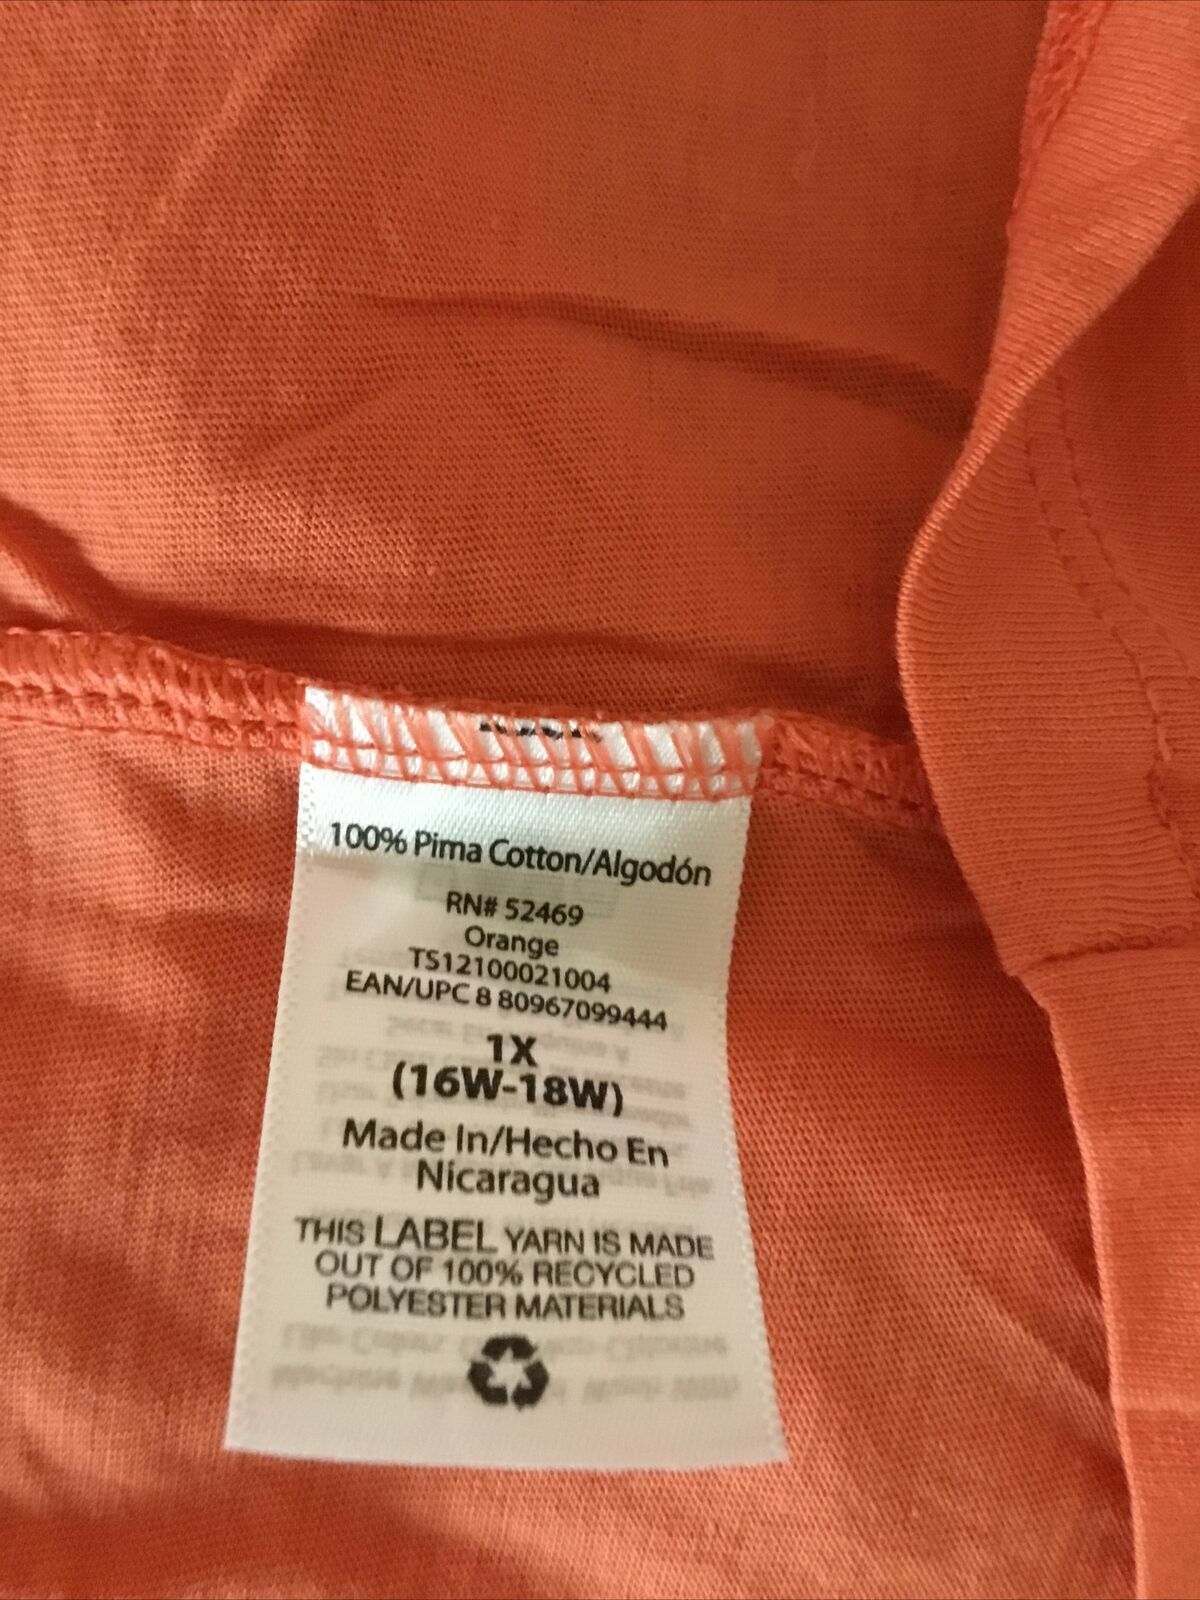 100% Pima Cotton/Algodón
RN# 52469
Orange
TS12100021004
EAN/UPC 8 80967099444
1X
(16W-18W)
Made In/Hecho En
Nicaragua
THIS LABEL YARN IS MADE
OUT OF 100% RECYCLED
POLYESTER MATERIALS